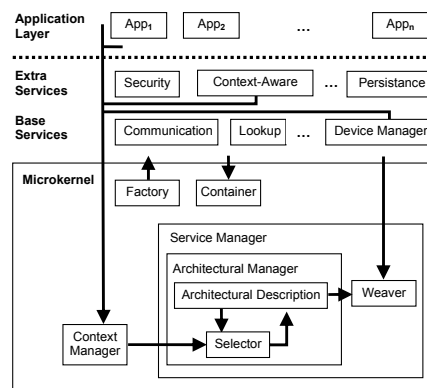 Application Layer
App1 App2 ... Appn
Extra Services
Security Context-Aware ... Persistance
Base Services
Communication Lookup ... Device Manager
Microkernel
Factory Container
Service Manager
Architectural Manager
Architectural Description
Weaver
Context Manager
Selector